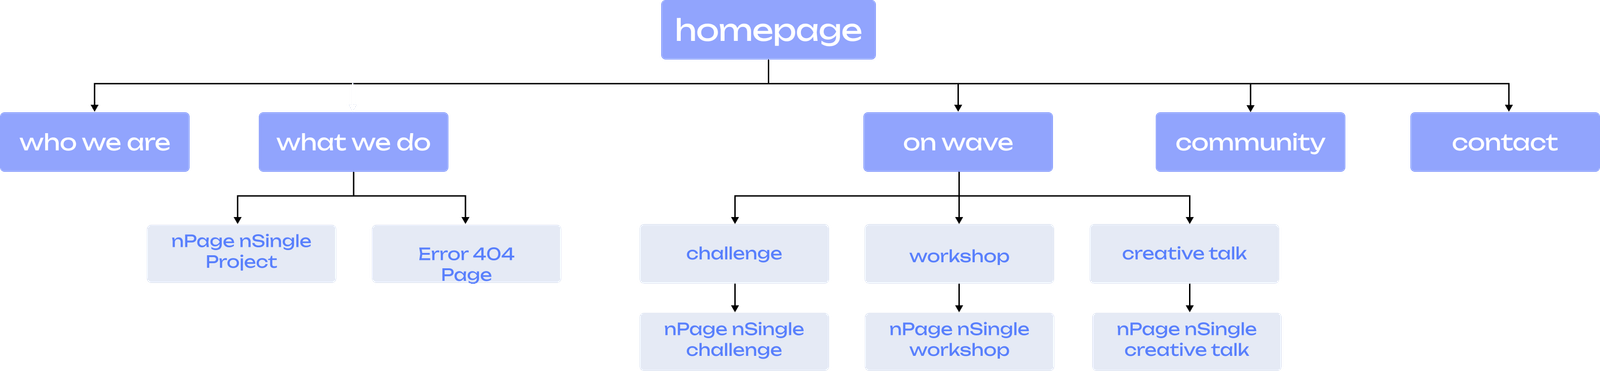 homepage
who we are
what we do
on wave
community
contact
nPage nSingle
Project
Error 404
Page
challenge
workshop
creative talk
nPage nSingle
challenge
nPage nSingle
workshop
nPage nSingle
creative talk